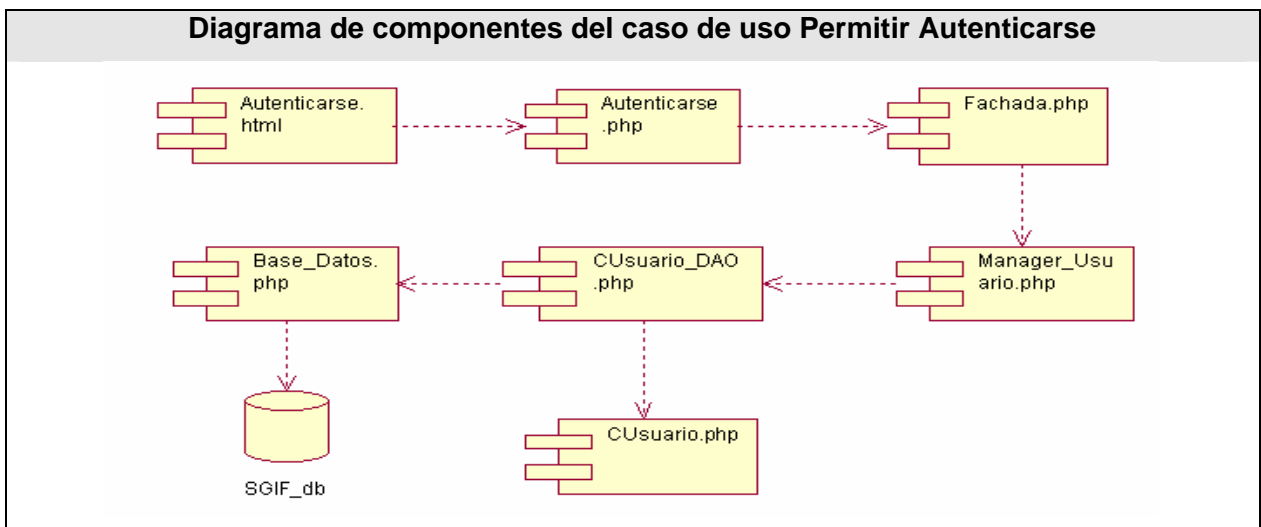 Diagrama de componentes del caso de uso Permitir Autenticarse
Autenticarse.
html
Autenticarse
.php
Fachada.php
Base_Datos.
php
CUsuario_DAO
.php
Manager_Usu
ario.php
SGIF_db
CUsuario.php